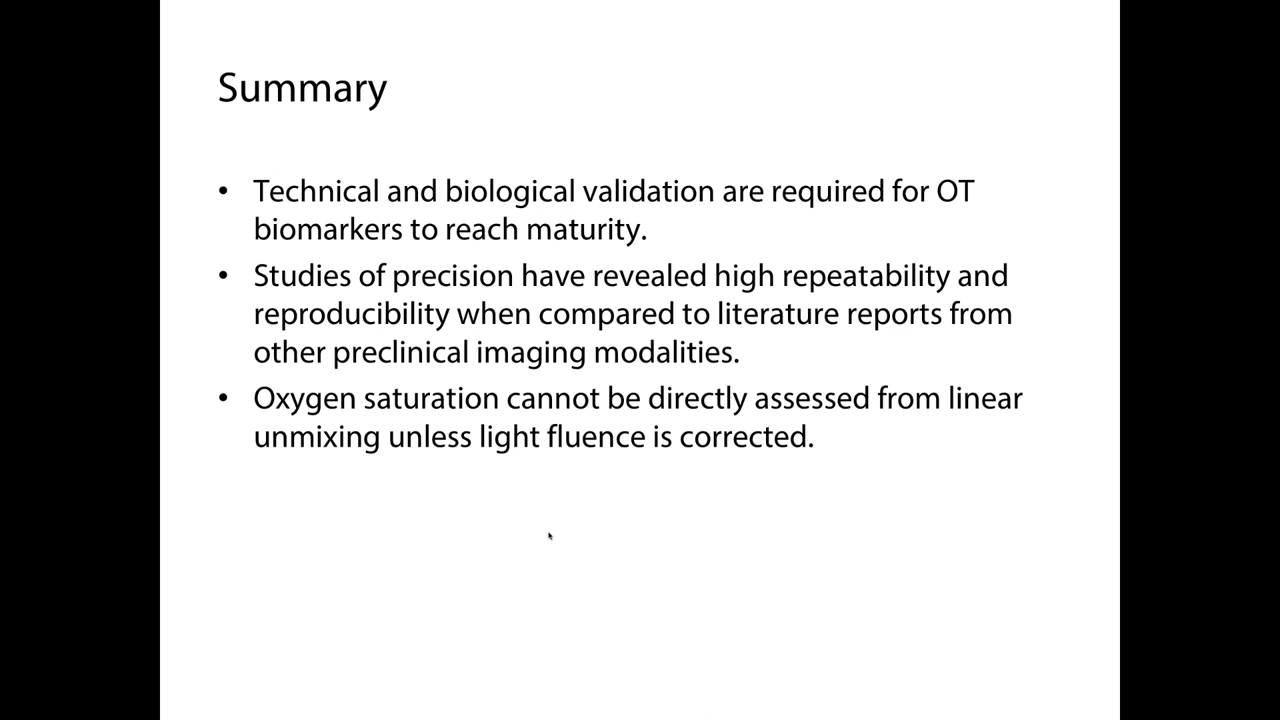 Summary
• Technical and biological validation are required for OT
biomarkers to reach maturity.
• Studies of precision have revealed high repeatability and
reproducibility when compared to literature reports from
other preclinical imaging modalities.
• Oxygen saturation cannot be directly assessed from linear
unmixing unless light fluence is corrected.